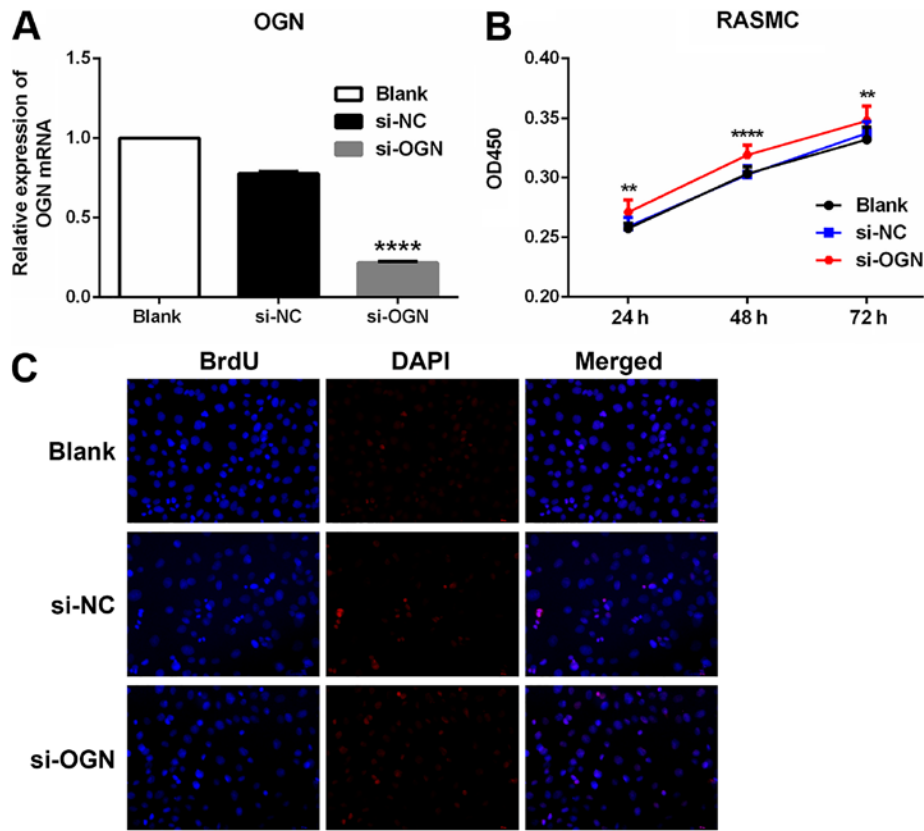 A
OGN
Relative expression of
OGN mRNA
1.5
1.0
0.5
0.0
Blank
si-NC
si-OGN
****
Blank
si-NC
si-OGN
B
RASMC
OD450
0.40
0.35
0.30
0.25
0.20
**
****
**
Blank
si-NC
si-OGN
24 h
48 h
72 h
C
BrdU
DAPI
Merged
Blank
si-NC
si-OGN